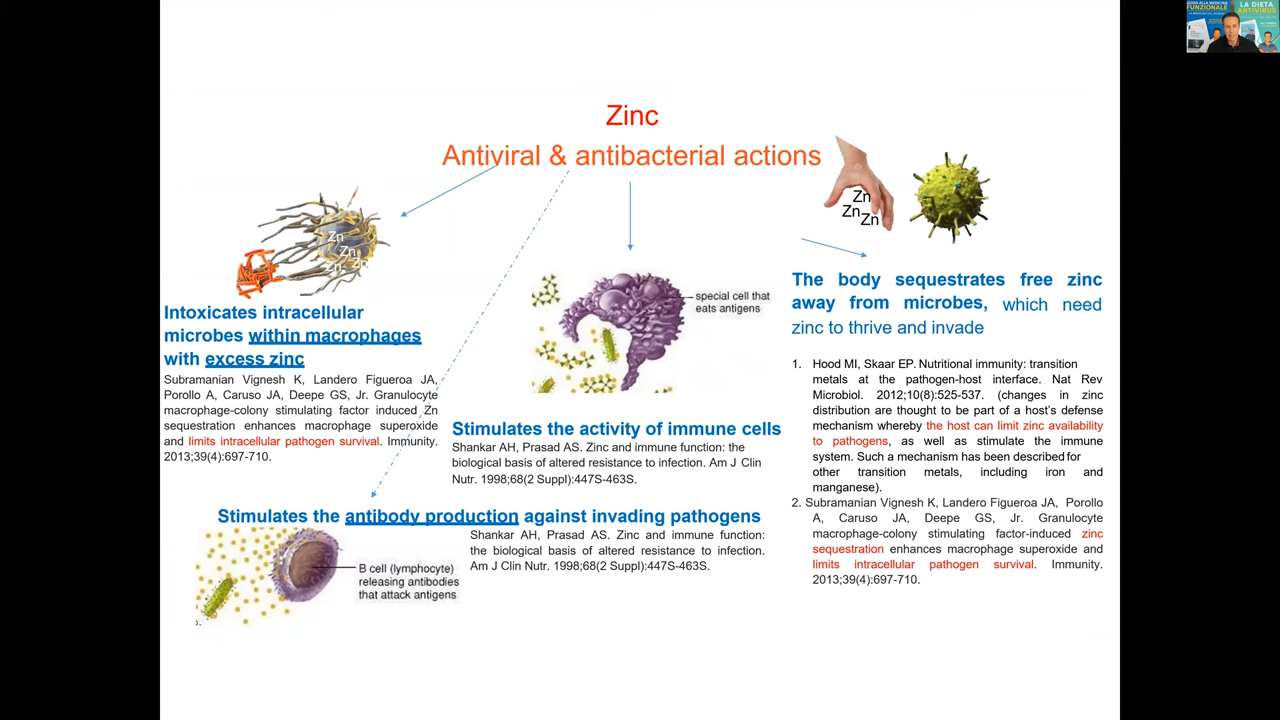 GUIDA ALLA MEDICINA
FUNZIONALE
LA DIETA
ANTIVIRUS
Zinc
Antiviral & antibacterial actions
Zn
Zn
Zn
Zn
Zn
Zn
Zn
Intoxicates intracellular
microbes within macrophages
with excess zinc
Subramanian Vignesh K, Landero Figueroa JA,
Porollo A, Caruso JA, Deepe GS, Jr. Granulocyte
macrophage-colony stimulating factor induced Zn
sequestration enhances macrophage superoxide
and limits intracellular pathogen survival. Immunity.
2013;39(4):697-710.
special cell that
eats antigens
Stimulates the activity of immune cells
Shankar AH, Prasad AS. Zinc and immune function: the
biological basis of altered resistance to infection. Am J Clin
Nutr. 1998;68(2 Suppl):447S-463S.
Stimulates the antibody production against invading pathogens
Shankar AH, Prasad AS. Zinc and immune function:
the biological basis of altered resistance to infection.
Am J Clin Nutr. 1998;68(2 Suppl):447S-463S.
B cell (lymphocyte)
releasing antibodies
that attack antigens
The body sequestrates free zinc
away from microbes, which need
zinc to thrive and invade
1. Hood MI, Skaar EP. Nutritional immunity: transition
metals at the pathogen-host interface. Nat Rev
Microbiol. 2012;10(8):525-537. (changes in zinc
distribution are thought to be part of a host's defense
mechanism whereby the host can limit zinc availability
to pathogens, as well as stimulate the immune
system. Such a mechanism has been described for
other transition metals, including iron and
manganese).
2. Subramanian Vignesh K, Landero Figueroa JA, Porollo
A, Caruso JA, Deepe GS, Jr. Granulocyte
macrophage-colony stimulating factor-induced zinc
sequestration enhances macrophage superoxide and
limits intracellular pathogen survival. Immunity.
2013;39(4):697-710.